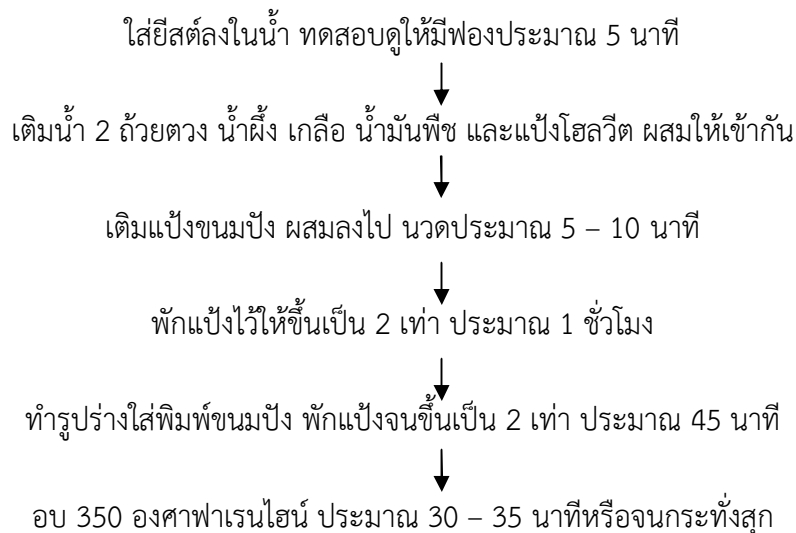 ใส่ยีสต์ลงในน้ำ ทดสอบดูให้มีฟองประมาณ 5 นาที
เติมน้ำ 2 ถ้วยตวง น้ำผึ้ง เกลือ น้ำมันพืช และแป้งโฮลวีต ผสมให้เข้ากัน
เติมแป้งขนมปัง ผสมลงไป นวดประมาณ 5 – 10 นาที
พักแป้งไว้ให้ขึ้นเป็น 2 เท่า ประมาณ 1 ชั่วโมง
ทำรูปร่างใส่พิมพ์ขนมปัง พักแป้งจนขึ้นเป็น 2 เท่า ประมาณ 45 นาที
อบ 350 องศาฟาเรนไฮน์ ประมาณ 30 – 35 นาทีหรือจนกระทั่งสุก